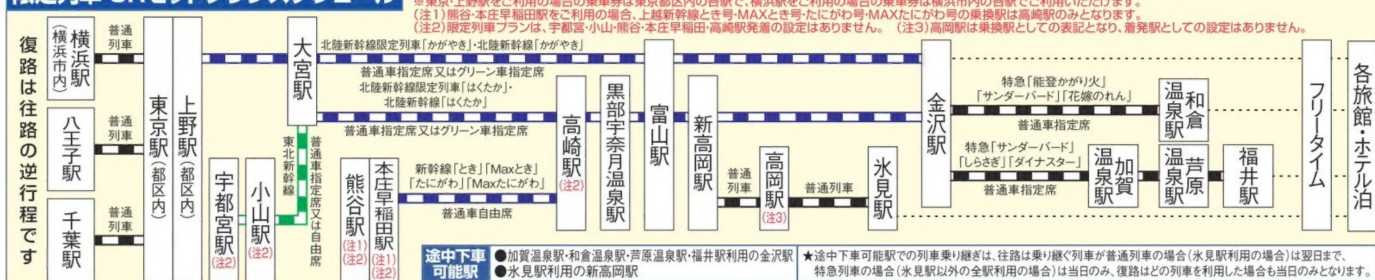 限定列車・JRセットプランスケジュール
※東京・上野駅をご利用の場合の乗車券は東京都区内の各駅で、横浜駅をご利用の場合の乗車券は横浜市内の各駅でご利用いただけます。
(注1)熊谷・本庄早稲田駅をご利用の場合、上越新幹線とき号・MAXとき号・たにがわ号・MAXたにがわ号の乗換駅は高崎駅のみとなります。
(注2)限定列車プランは、宇都宮・小山・熊谷・本庄早稲田・高崎駅発着の設定はありません。 (注3)高岡駅は乗換駅としての表記となり、着発駅としての設定はありません。
復路は往路の逆行程です
横浜駅
(横浜市内)
八王子駅
千葉駅
普通
列車
普通
列車
普通
列車
東京駅(都区内)
上野駅(都区内)
宇都宮駅(注2)
小山駅(注2)
大宮駅
東北新幹線
普通車指定席又は自由席
熊谷駅(注1)(注2)
本庄早稲田駅(注1)(注2)
北陸新幹線限定列車「かがやき」・北陸新幹線「かがやき」
普通車指定席又はグリーン車指定席
北陸新幹線限定列車「はくたか」・
北陸新幹線「はくたか」
普通車指定席又はグリーン車指定席
新幹線「とき」「Maxとき」
「たにがわ」「Maxたにがわ」
普通車自由席
高崎駅(注2)
黒部宇奈月温泉駅
富山駅
新高岡駅
普通
列車
高岡駅(注3)
普通列車
氷見駅
金沢駅
特急「能登かがり火」
「サンダーバード」「花嫁のれん」
普通車指定席
和倉温泉駅
特急「サンダーバード」
「しらさぎ」「ダイナスター」
普通車指定席
加賀温泉駅
芦原温泉駅
福井駅
フリータイム
各旅館・ホテル泊
途中下車
可能駅
●加賀温泉駅・和倉温泉駅・芦原温泉駅・福井駅利用の金沢駅
●氷見駅利用の新高岡駅
★途中下車可能駅での列車乗り継ぎは、往路は乗り継ぐ列車が普通列車の場合(氷見駅利用の場合)は翌日まで、
特急列車の場合(氷見駅以外の全駅利用の場合)は当日のみ、復路はどの列車を利用した場合も当日のみとなります。